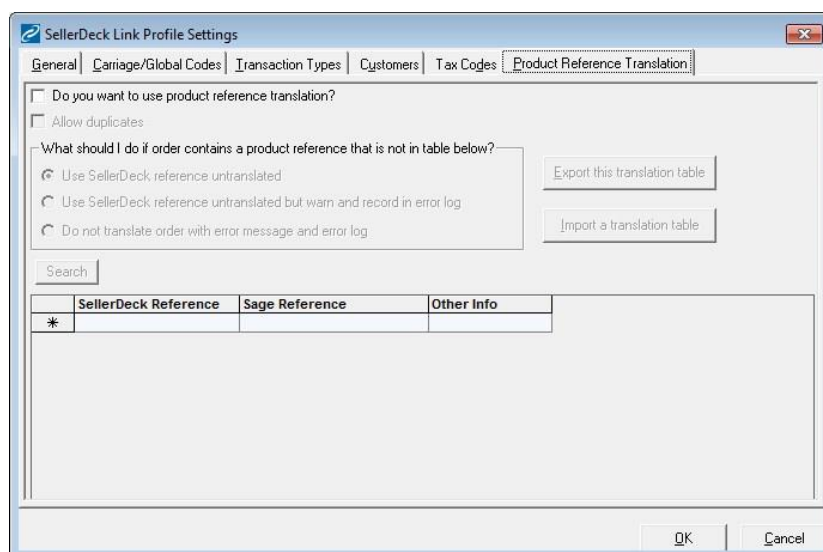 SellerDeck Link Profile Settings
General Carriage/Global Codes Transaction Types Customers Tax Codes Product Reference Translation
Do you want to use product reference translation?
Allow duplicates
What should I do if order contains a product reference that is not in table below?
Use SellerDeck reference untranslated
Export this translation table
Use SellerDeck reference untranslated but warn and record in error log
Import a translation table
Do not translate order with error message and error log
Search
SellerDeck Reference Sage Reference Other Info
*
OK Cancel